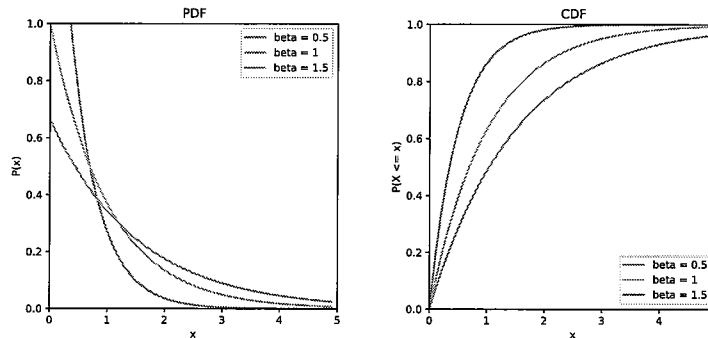 PDF
1.0
0.8
0.6
0.4
0.2
0.0
P(x)
0
1
2
3
4
5
x
beta = 0.5
beta = 1
beta = 1.5
CDF
1.0
0.8
0.6
0.4
0.2
0.0
P(X <= x)
0
1
2
3
4
x
beta = 0.5
beta = 1
beta = 1.5